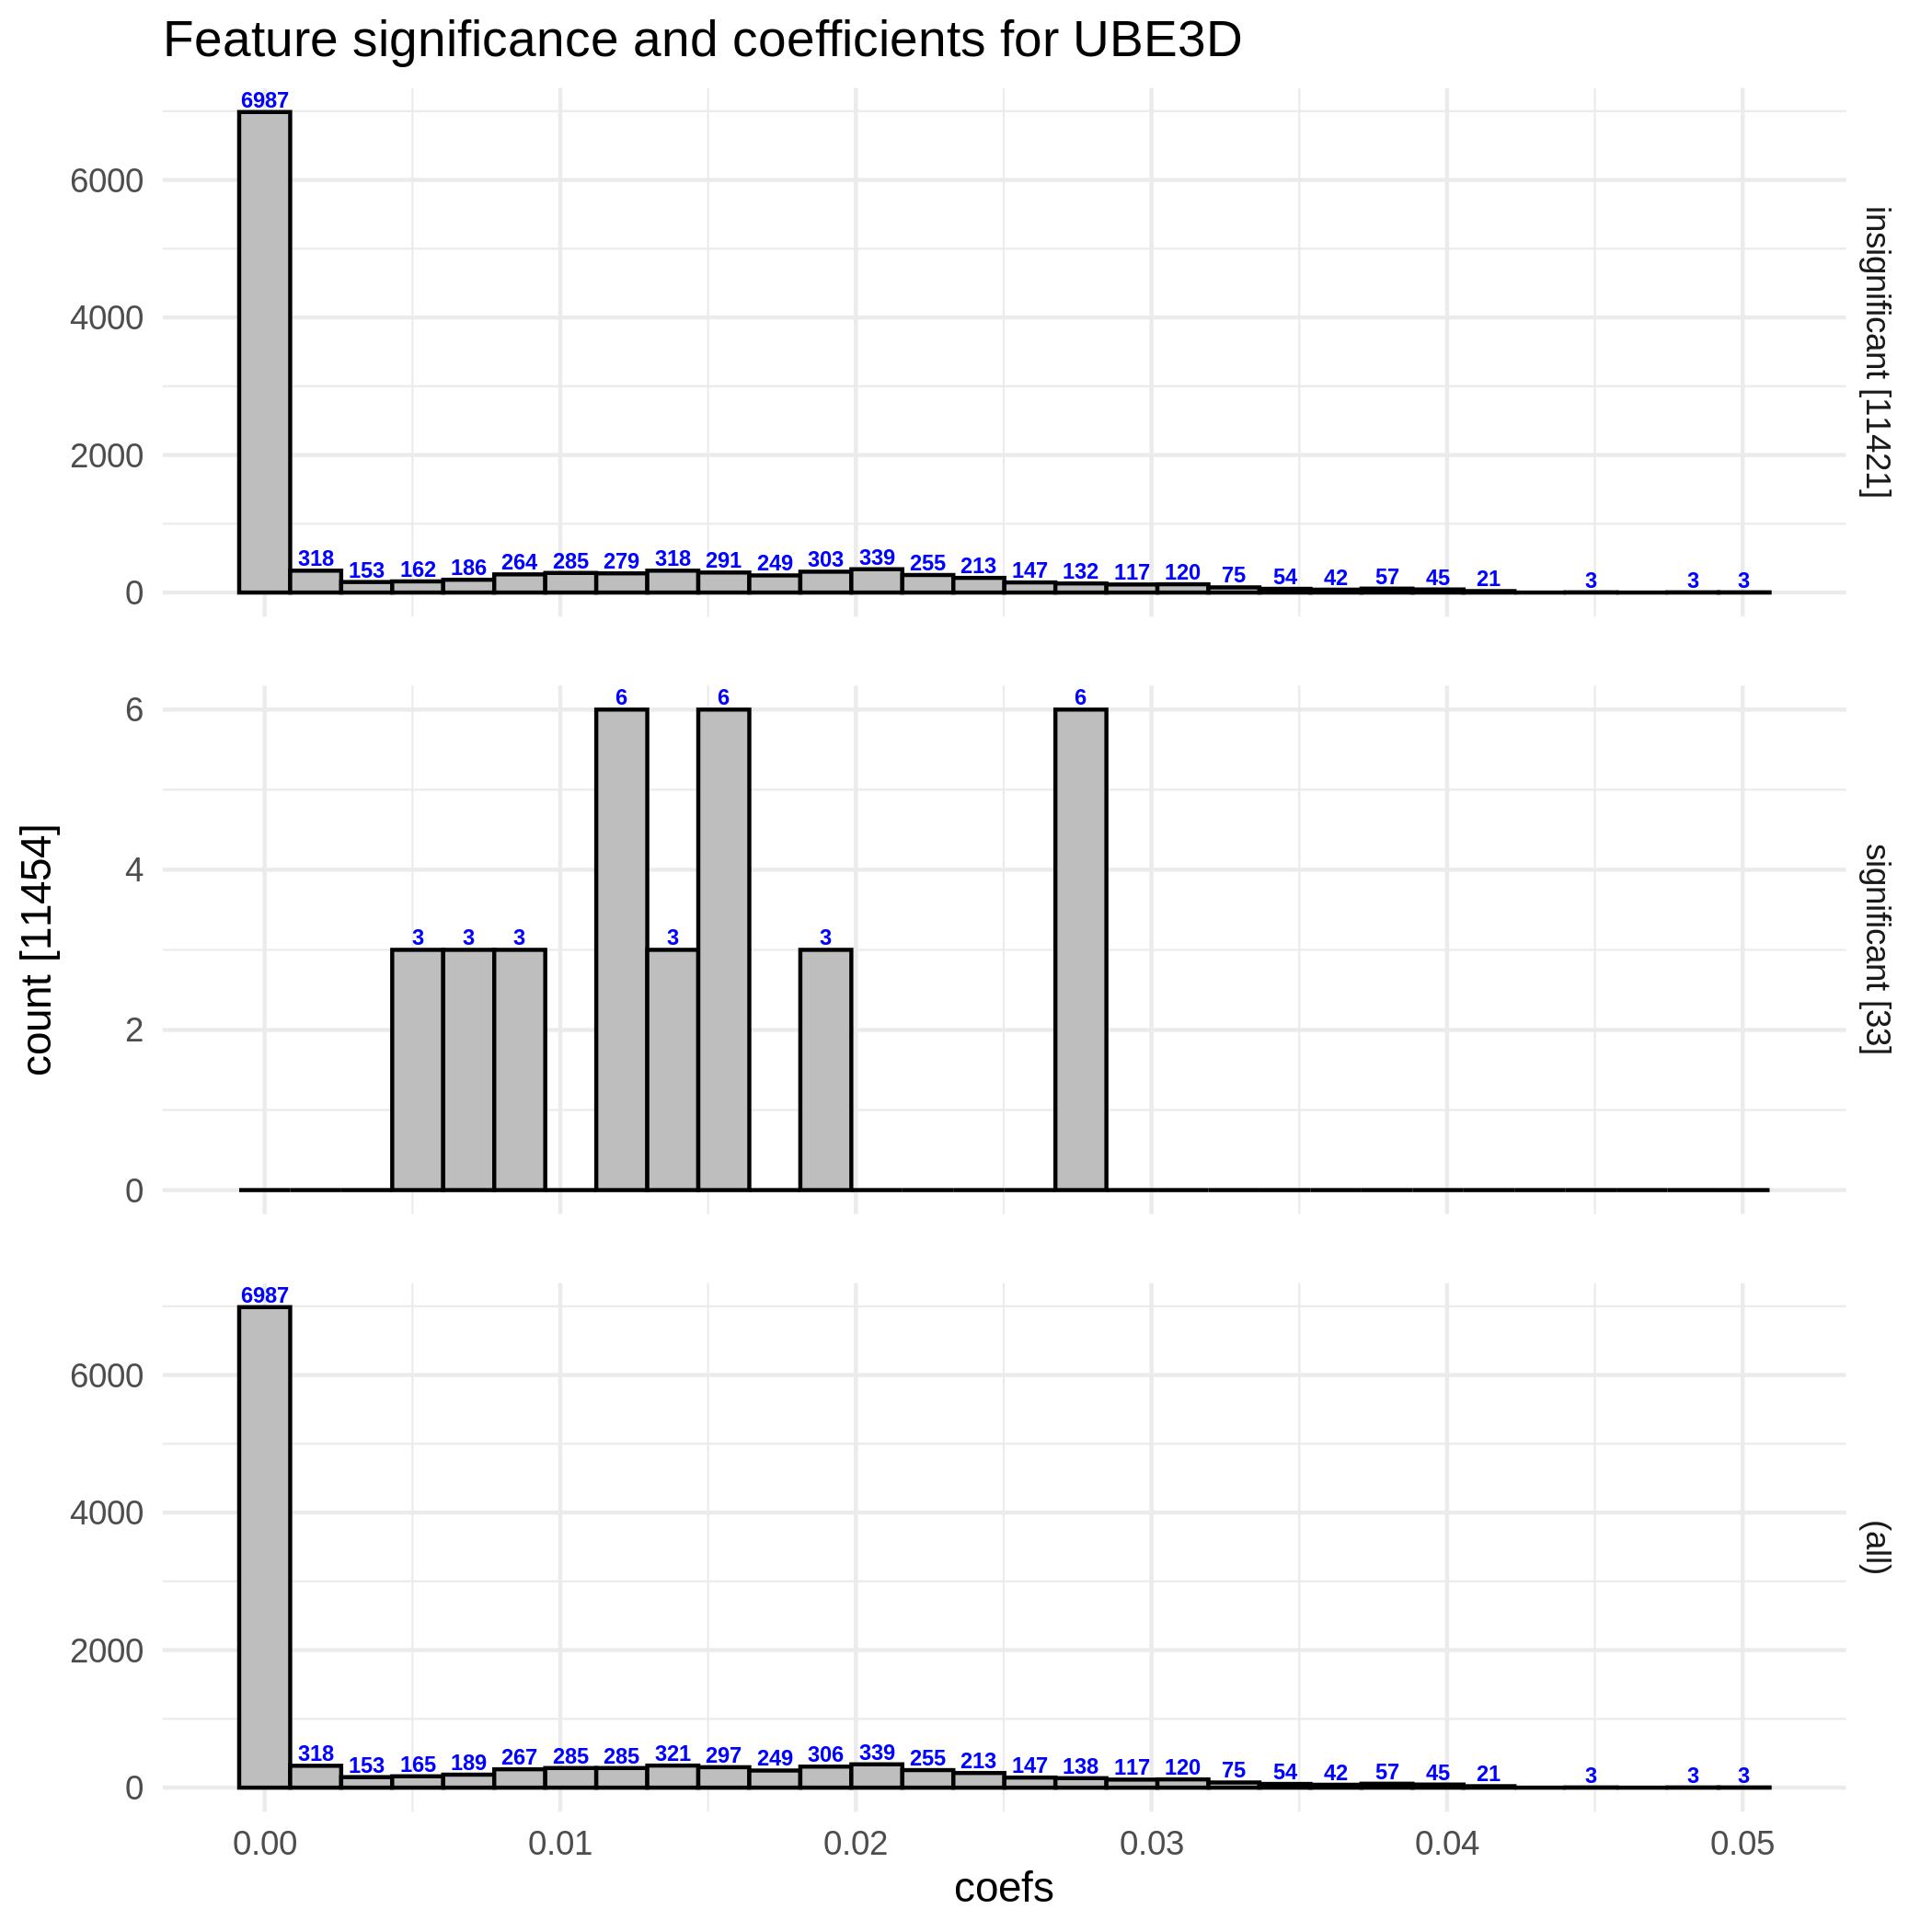 Feature significance and coefficients for UBE3D
6987
318 153 162 186 264 285 279 318 291 249 303 339 255 213 147 132 117 120 75 54 42 57 45 21 3 3 3
6000
4000
2000
0
insignificant [11421]
6 6 6
3 3 3 3 3
6
4
2
0
significant [33]
count [11454]
6987
318 153 165 189 267 285 285 321 297 249 306 339 255 213 147 138 117 120 75 54 42 57 45 21 3 3 3
6000
4000
2000
0
(all)
0.00 0.01 0.02 0.03 0.04 0.05
coefs